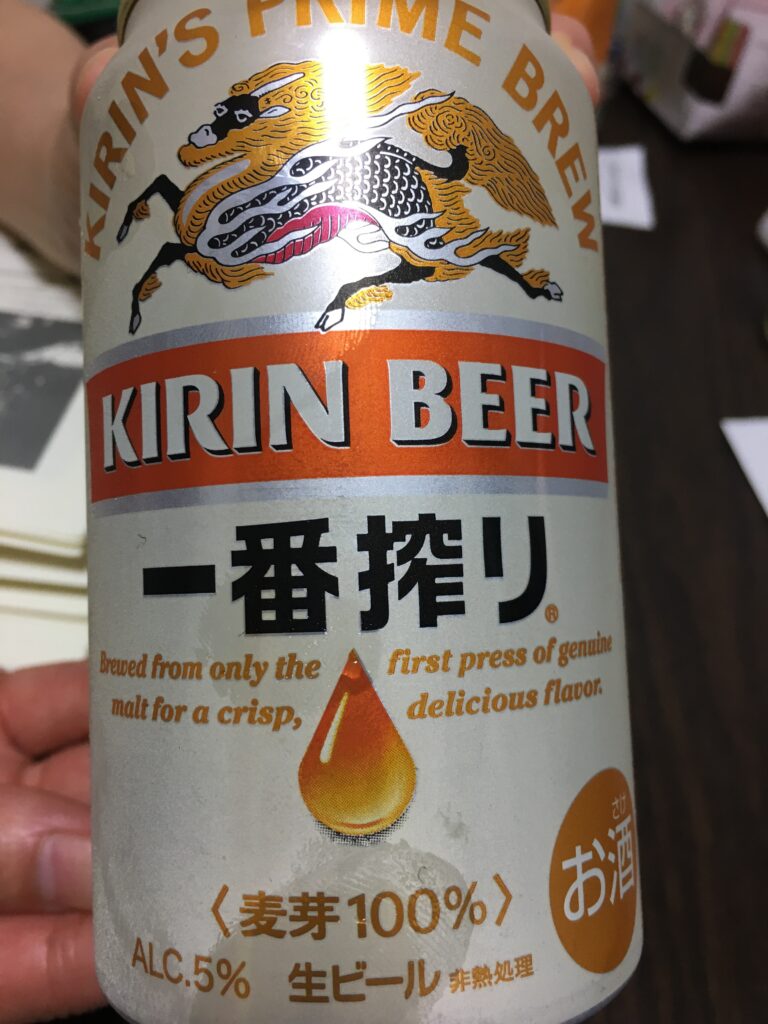 KIRIN'S PRIME BREW
KIRIN BEER
一番搾り®
Brewed from only the first press of genuine
malt for a crisp, delicious flavor.
さけ
お酒
〈麦芽100%〉
ALC.5% 生ビール 非熱処理